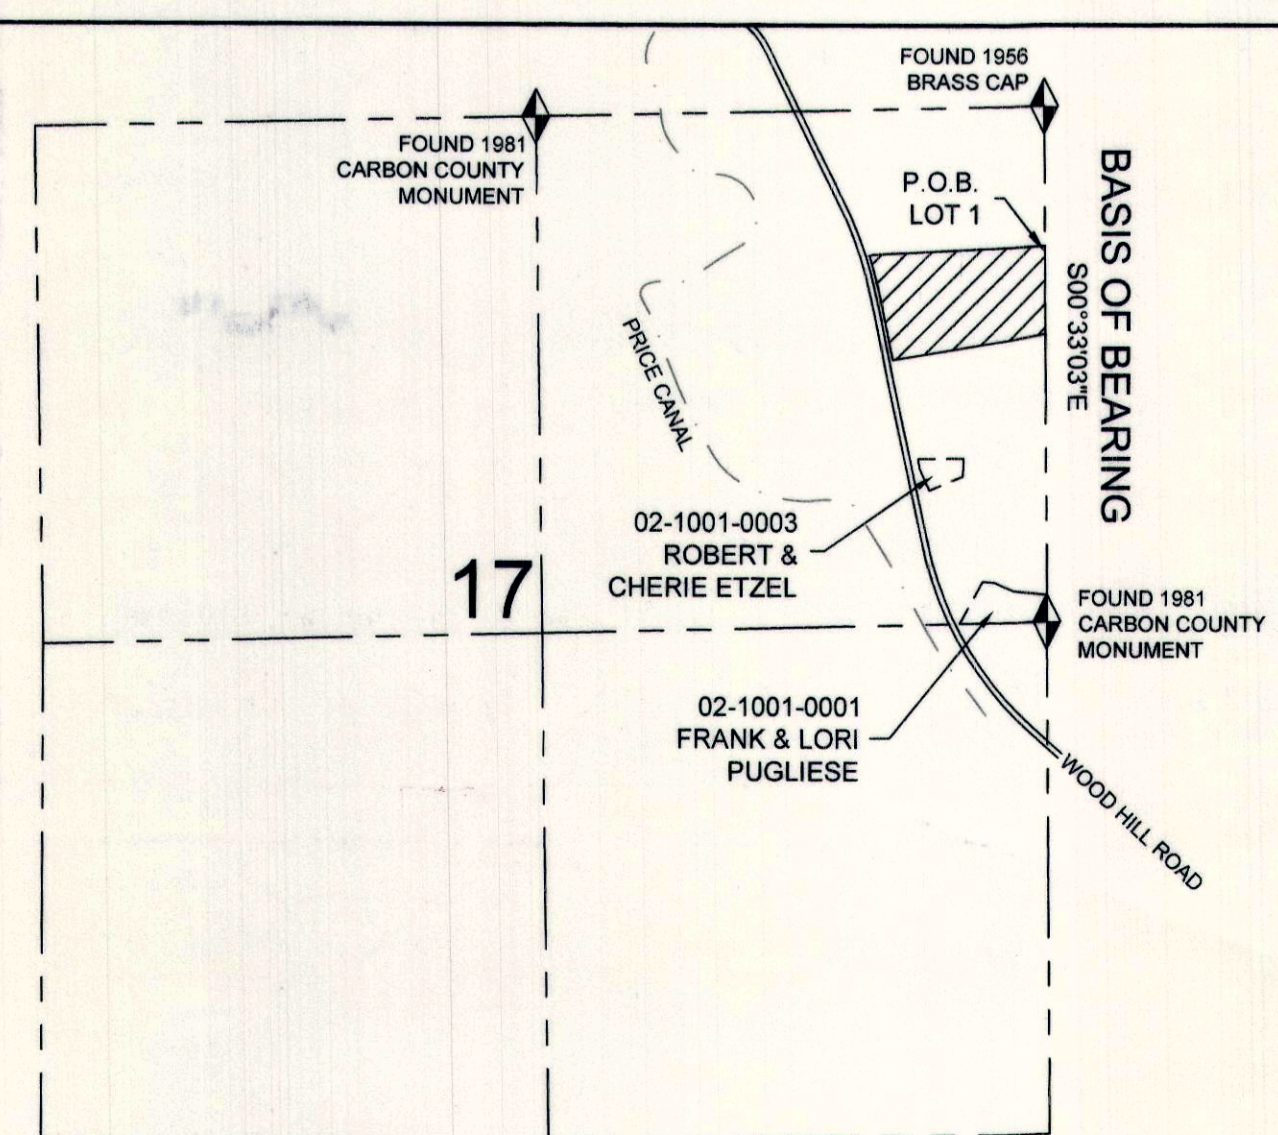 FOUND 1956
BRASS CAP
FOUND 1981
CARBON COUNTY
MONUMENT
P.O.B.
LOT 1
BASIS OF BEARING
S00°33'03"E
PRICE CANAL
02-1001-0003
ROBERT &
CHERIE ETZEL
17
FOUND 1981
CARBON COUNTY
MONUMENT
02-1001-0001
FRANK & LORI
PUGLIESE
WOOD HILL ROAD